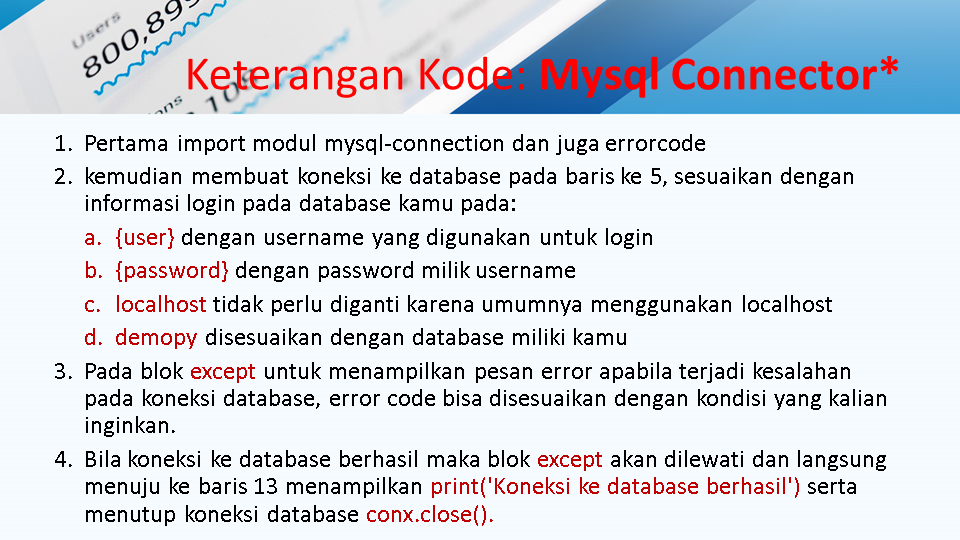 Users
800,899
Keterangan Kode: Mysql Connector*
1. Pertama import modul mysql-connection dan juga errorcode
2. kemudian membuat koneksi ke database pada baris ke 5, sesuaikan dengan
informasi login pada database kamu pada:
a. {user} dengan username yang digunakan untuk login
b. {password} dengan password milik username
c. localhost tidak perlu diganti karena umumnya menggunakan localhost
d. demopy disesuaikan dengan database miliki kamu
3. Pada blok except untuk menampilkan pesan error apabila terjadi kesalahan
pada koneksi database, error code bisa disesuaikan dengan kondisi yang kalian
inginkan.
4. Bila koneksi ke database berhasil maka blok except akan dilewati dan langsung
menuju ke baris 13 menampilkan print('Koneksi ke database berhasil') serta
menutup koneksi database conx.close().